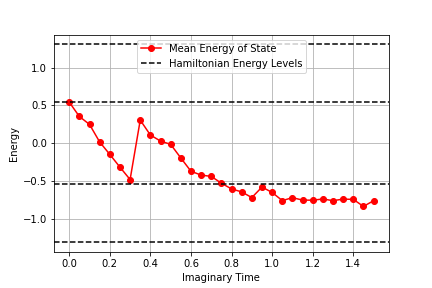 Mean Energy of State
Hamiltonian Energy Levels
1.0
0.5
0.0
−0.5
−1.0
Energy
0.0 0.2 0.4 0.6 0.8 1.0 1.2 1.4
Imaginary Time